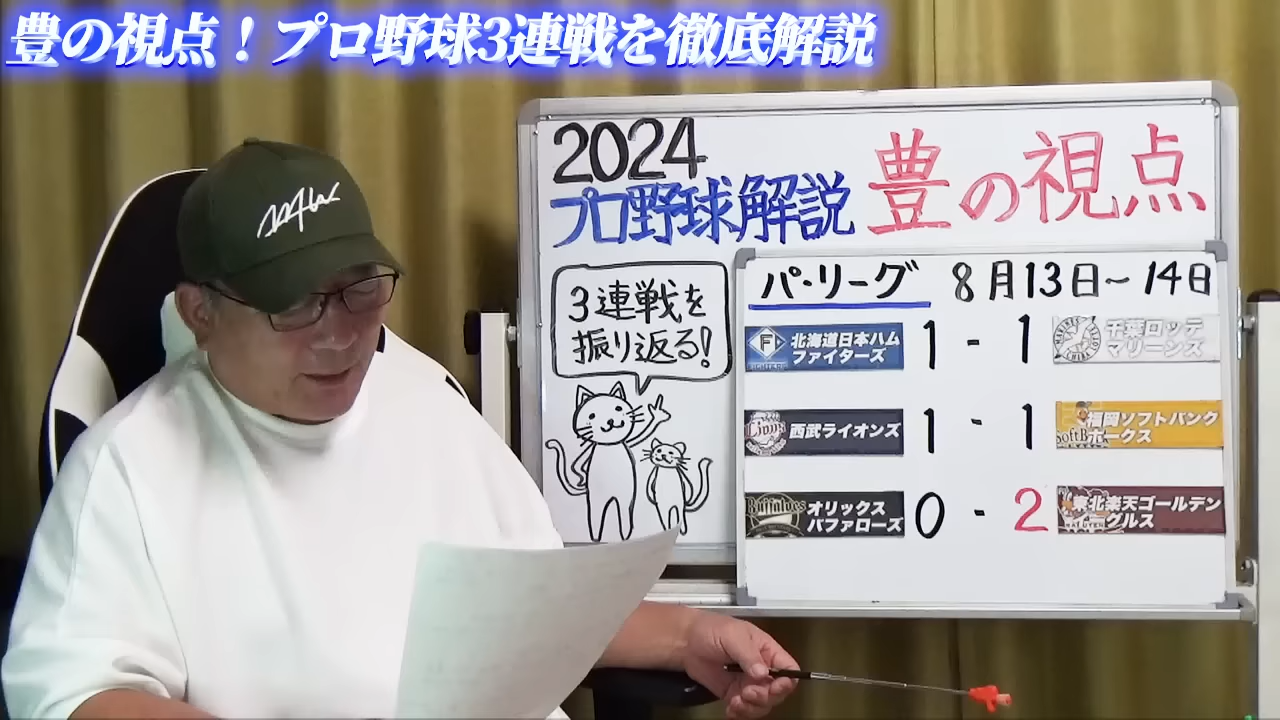 豊の視点！プロ野球3連戦を徹底解説
2024
プロ野球解説
豊の視点
3連戦を
振り返る!
パ・リーグ 8月13日~14日
北海道日本ハム
ファイターズ
1 - 1
千葉ロッテ
マリーンズ
Lions
西武ライオンズ
1 - 1
福岡ソフトバンク
ホークス
SoftB
Buffaloes
オリックス
バファローズ
0 - 2
東北楽天ゴールデン
グルス